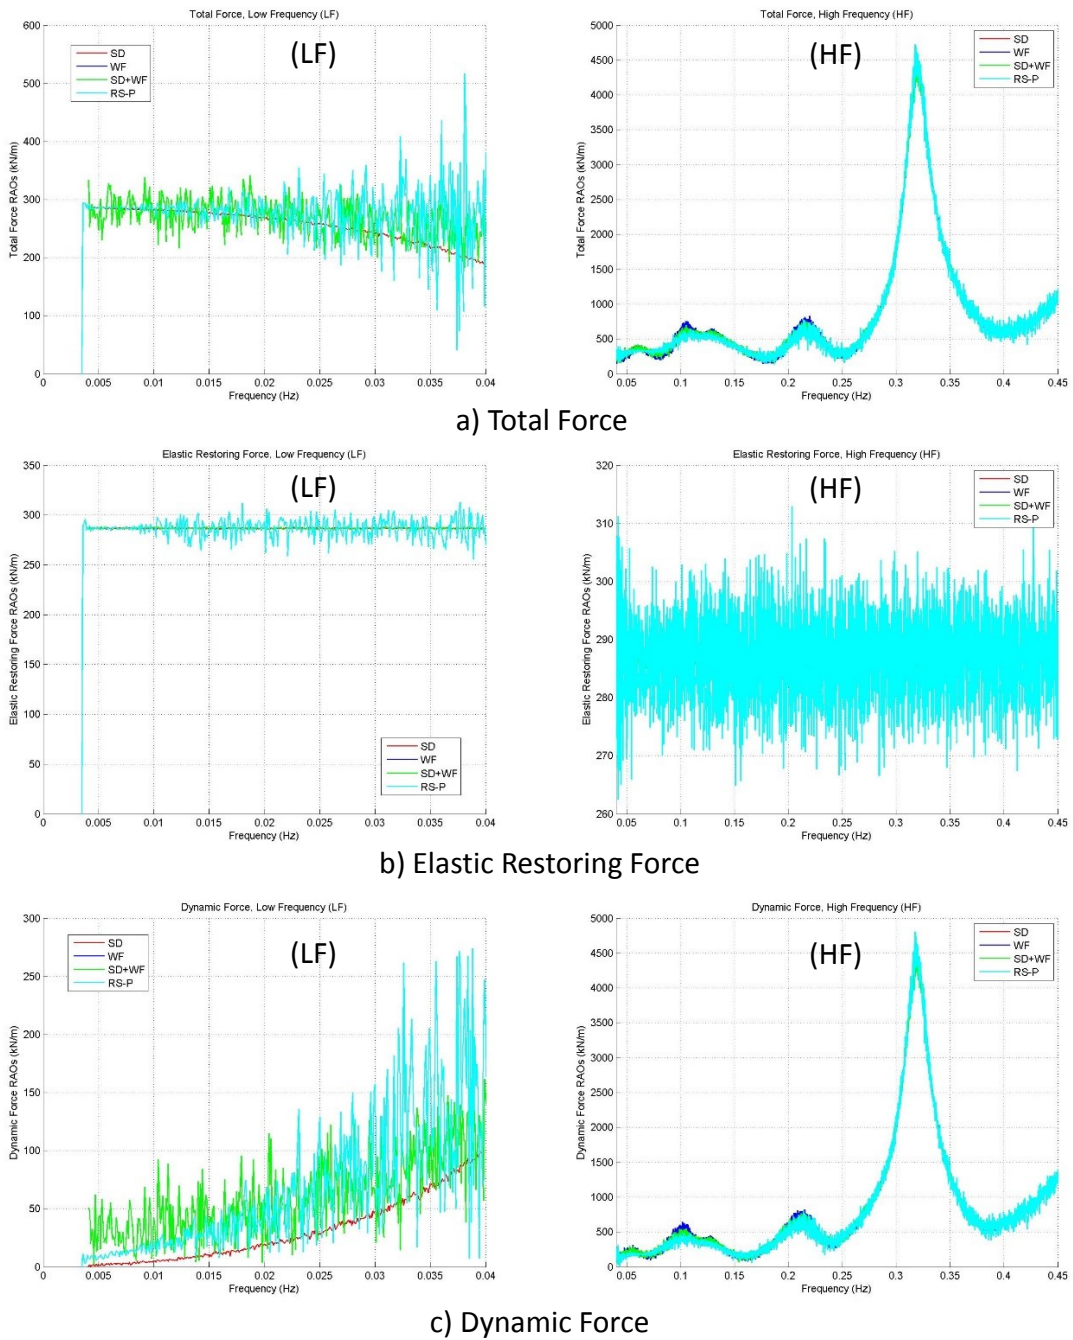 Total Force, Low Frequency (LF)
(LF)
SD
WF
SD+WF
RS-P
Total Force RAOs (kN/m)
600
500
400
300
200
100
0
0 0.005 0.01 0.015 0.02 0.025 0.03 0.035 0.04
Frequency (Hz)
Total Force, High Frequency (HF)
(HF)
SD
WF
SD+WF
RS-P
Total Force RAOs (kN/m)
5000
4500
4000
3500
3000
2500
2000
1500
1000
500
0
0.05 0.1 0.15 0.2 0.25 0.3 0.35 0.4 0.45
Frequency (Hz)
a) Total Force
Elastic Restoring Force, Low Frequency (LF)
(LF)
Elastic Restoring Force RAOs (kN/m)
350
300
250
200
150
100
50
0
SD
WF
SD+WF
RS-P
0 0.005 0.01 0.015 0.02 0.025 0.03 0.035 0.04
Frequency (Hz)
Elastic Restoring Force, High Frequency (HF)
(HF)
SD
WF
SD+WF
RS-P
Elastic Restoring Force RAOs (kN/m)
320
310
300
290
280
270
260
0.05 0.1 0.15 0.2 0.25 0.3 0.35 0.4 0.45
Frequency (Hz)
b) Elastic Restoring Force
Dynamic Force, Low Frequency (LF)
(LF)
SD
WF
SD+WF
RS-P
Dynamic Force RAOs (kN/m)
300
250
200
150
100
50
0
0 0.005 0.01 0.015 0.02 0.025 0.03 0.035 0.04
Frequency (Hz)
Dynamic Force, High Frequency (HF)
(HF)
SD
WF
SD+WF
RS-P
Dynamic Force RAOs (kN/m)
5000
4500
4000
3500
3000
2500
2000
1500
1000
500
0
0.05 0.1 0.15 0.2 0.25 0.3 0.35 0.4 0.45
Frequency (Hz)
c) Dynamic Force